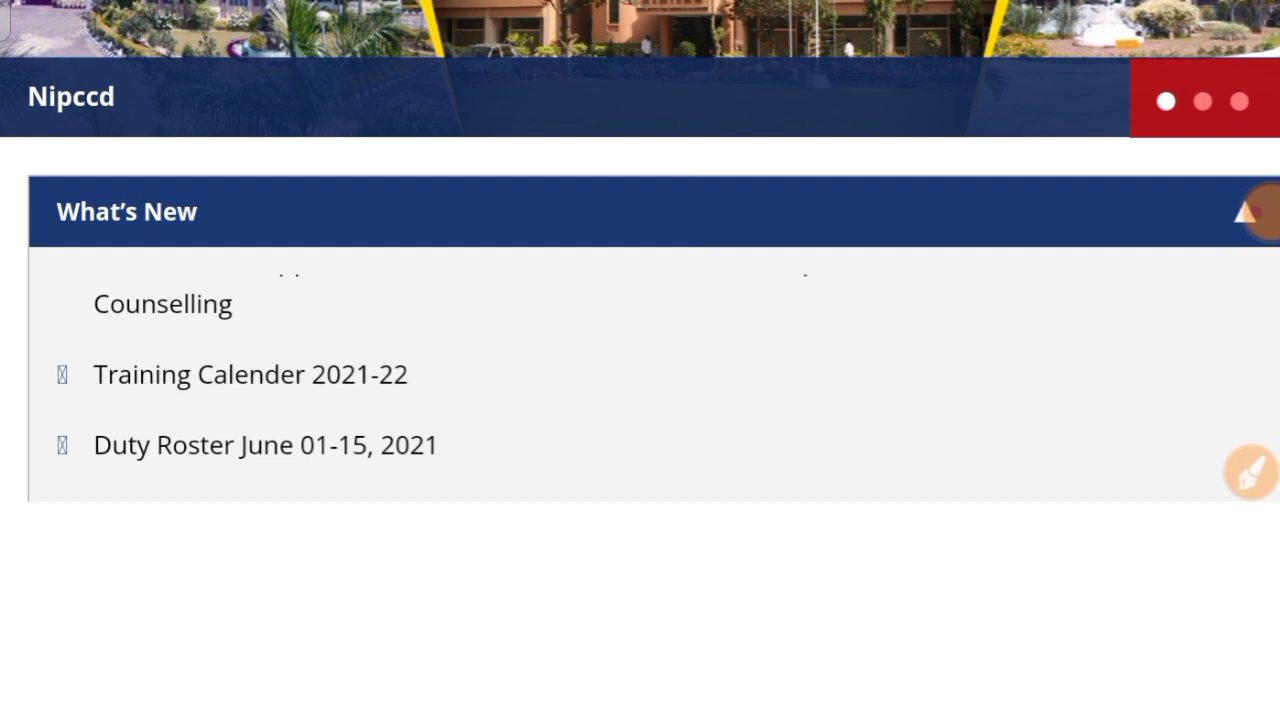 Nipccd
What's New
Counselling
Training Calender 2021-22
Duty Roster June 01-15, 2021